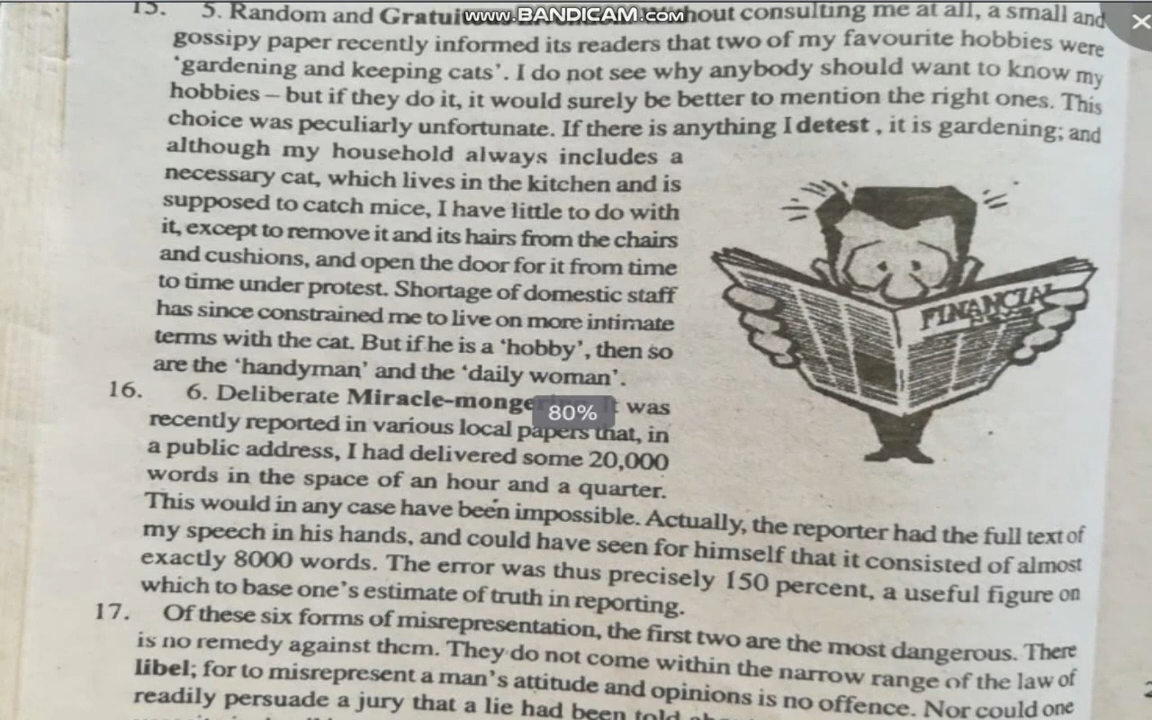 15. 5. Random and www.BANDICAM.com without consulting me at all, a small and
gossipy paper recently informed its readers that two of my favourite hobbies were
'gardening and keeping cats'. I do not see why anybody should want to know my
hobbies – but if they do it, it would surely be better to mention the right ones. This
choice was peculiarly unfortunate. If there is anything I detest , it is gardening; and
although my household always includes a
necessary cat, which lives in the kitchen and is
supposed to catch mice, I have little to do with
it, except to remove it and its hairs from the chairs
and cushions, and open the door for it from time
to time under protest. Shortage of domestic staff
has since constrained me to live on more intimate
terms with the cat. But if he is a 'hobby', then so
are the 'handyman' and the 'daily woman'.
FINANCIAL
16. 6. Deliberate It was
80%
recently reported in various local papers that, in
a public address, I had delivered some 20,000
words in the space of an hour and a quarter.
This would in any case have been impossible. Actually, the reporter had the full text of
my speech in his hands, and could have seen for himself that it consisted of almost
exactly 8000 words. The error was thus precisely 150 percent, a useful figure on
which to base one's estimate of truth in reporting.
17. Of these six forms of misrepresentation, the first two are the most dangerous. There
is no remedy against them. They do not come within the narrow range of the law of
libel; for to misrepresent a man's attitude and opinions is no offence. Nor could one
readily persuade a jury that a lie had been told